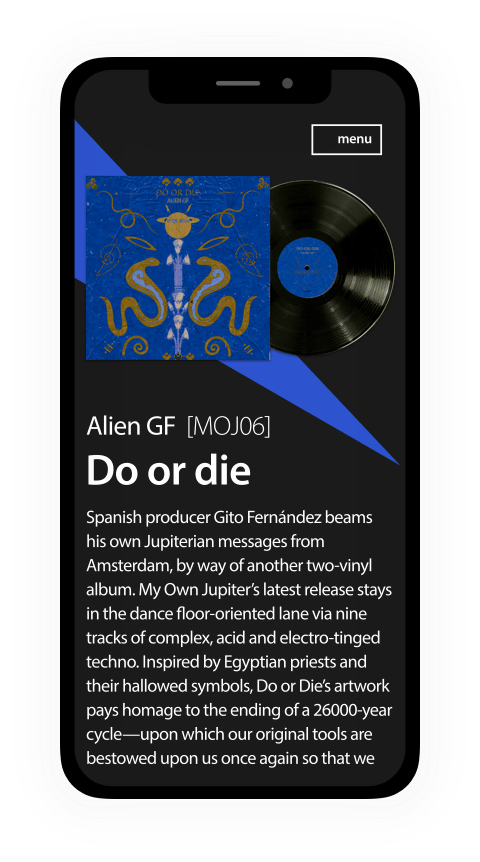 menu
DO OR DIE
ALIEN GF
Alien GF [MOJ06]
Do or die
Spanish producer Gito Fernández beams
his own Jupiterian messages from
Amsterdam, by way of another two-vinyl
album. My Own Jupiter’s latest release stays
in the dance floor-oriented lane via nine
tracks of complex, acid and electro-tinged
techno. Inspired by Egyptian priests and
their hallowed symbols, Do or Die’s artwork
pays homage to the ending of a 26000-year
cycle—upon which our original tools are
bestowed upon us once again so that we